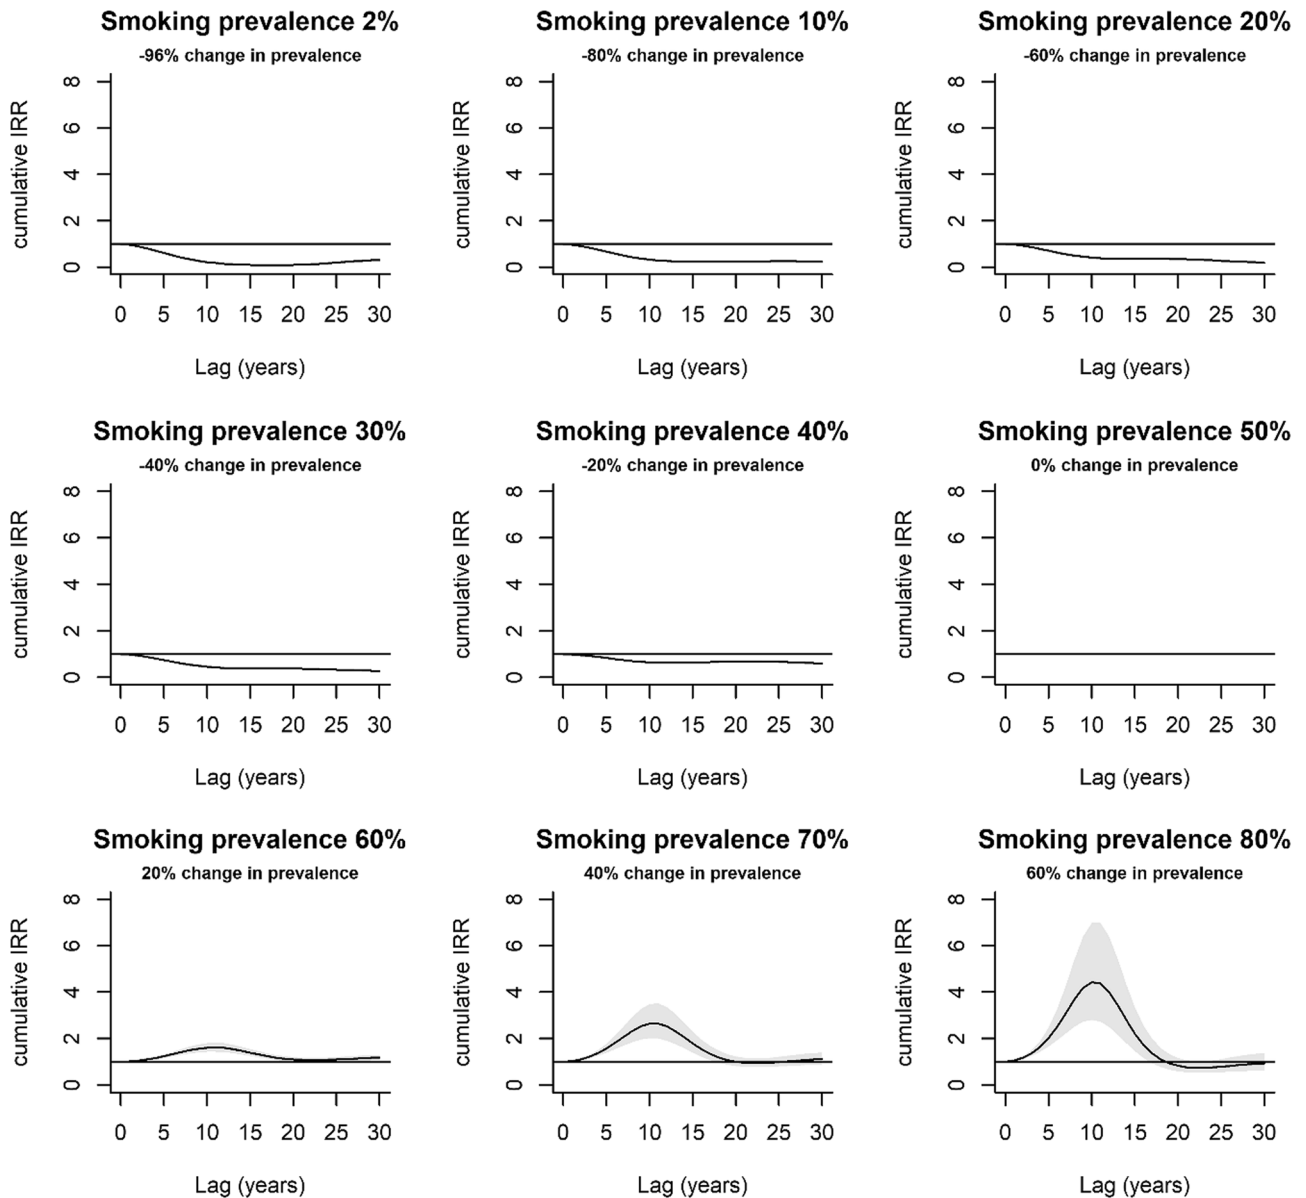 Smoking prevalence 2%
-96% change in prevalence
cumulative IRR
8
6
4
2
0
0 5 10 15 20 25 30
Lag (years)
Smoking prevalence 10%
-80% change in prevalence
cumulative IRR
8
6
4
2
0
0 5 10 15 20 25 30
Lag (years)
Smoking prevalence 20%
-60% change in prevalence
cumulative IRR
8
6
4
2
0
0 5 10 15 20 25 30
Lag (years)
Smoking prevalence 30%
-40% change in prevalence
cumulative IRR
8
6
4
2
0
0 5 10 15 20 25 30
Lag (years)
Smoking prevalence 40%
-20% change in prevalence
cumulative IRR
8
6
4
2
0
0 5 10 15 20 25 30
Lag (years)
Smoking prevalence 50%
0% change in prevalence
cumulative IRR
8
6
4
2
0
0 5 10 15 20 25 30
Lag (years)
Smoking prevalence 60%
20% change in prevalence
cumulative IRR
8
6
4
2
0
0 5 10 15 20 25 30
Lag (years)
Smoking prevalence 70%
40% change in prevalence
cumulative IRR
8
6
4
2
0
0 5 10 15 20 25 30
Lag (years)
Smoking prevalence 80%
60% change in prevalence
cumulative IRR
8
6
4
2
0
0 5 10 15 20 25 30
Lag (years)